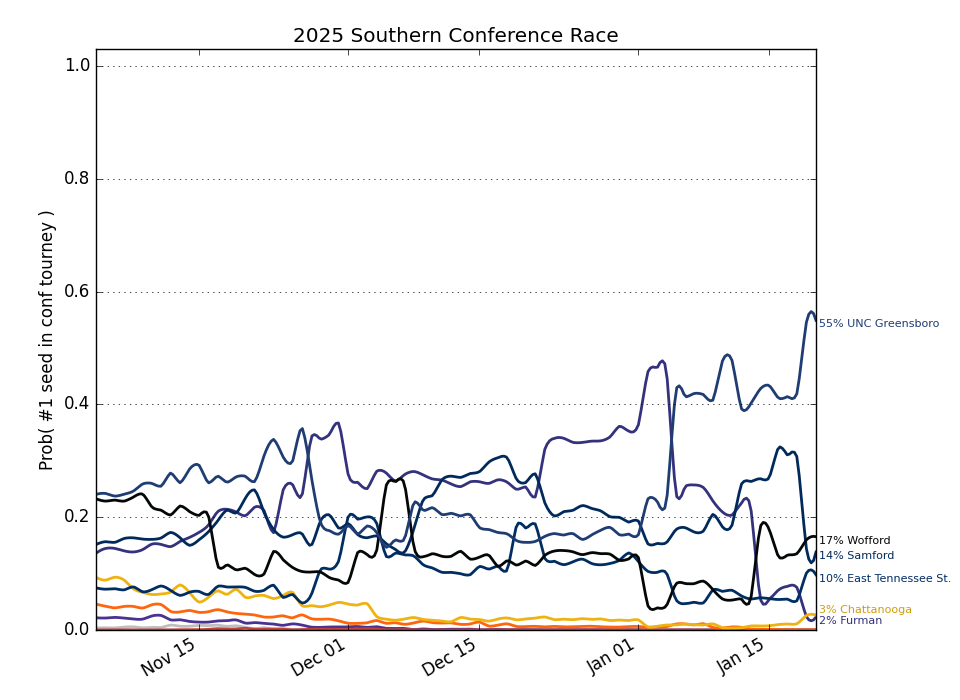 2025 Southern Conference Race
Prob( #1 seed in conf tourney )
1.0
0.8
0.6
0.4
0.2
0.0
55% UNC Greensboro
17% Wofford
14% Samford
10% East Tennessee St.
3% Chattanooga
2% Furman
Nov 15
Dec 01
Dec 15
Jan 01
Jan 15